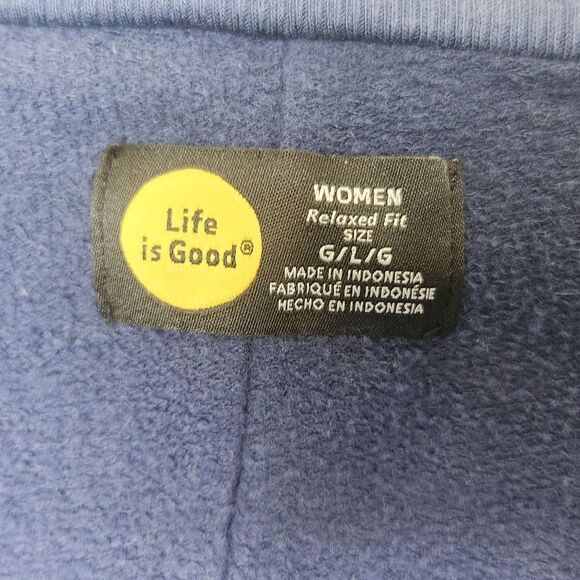 Life
is Good®
WOMEN
Relaxed Fit
SIZE
G/L/G
MADE IN INDONESIA
FABRIQUÉ EN INDONÉSIE
HECHO EN INDONESIA